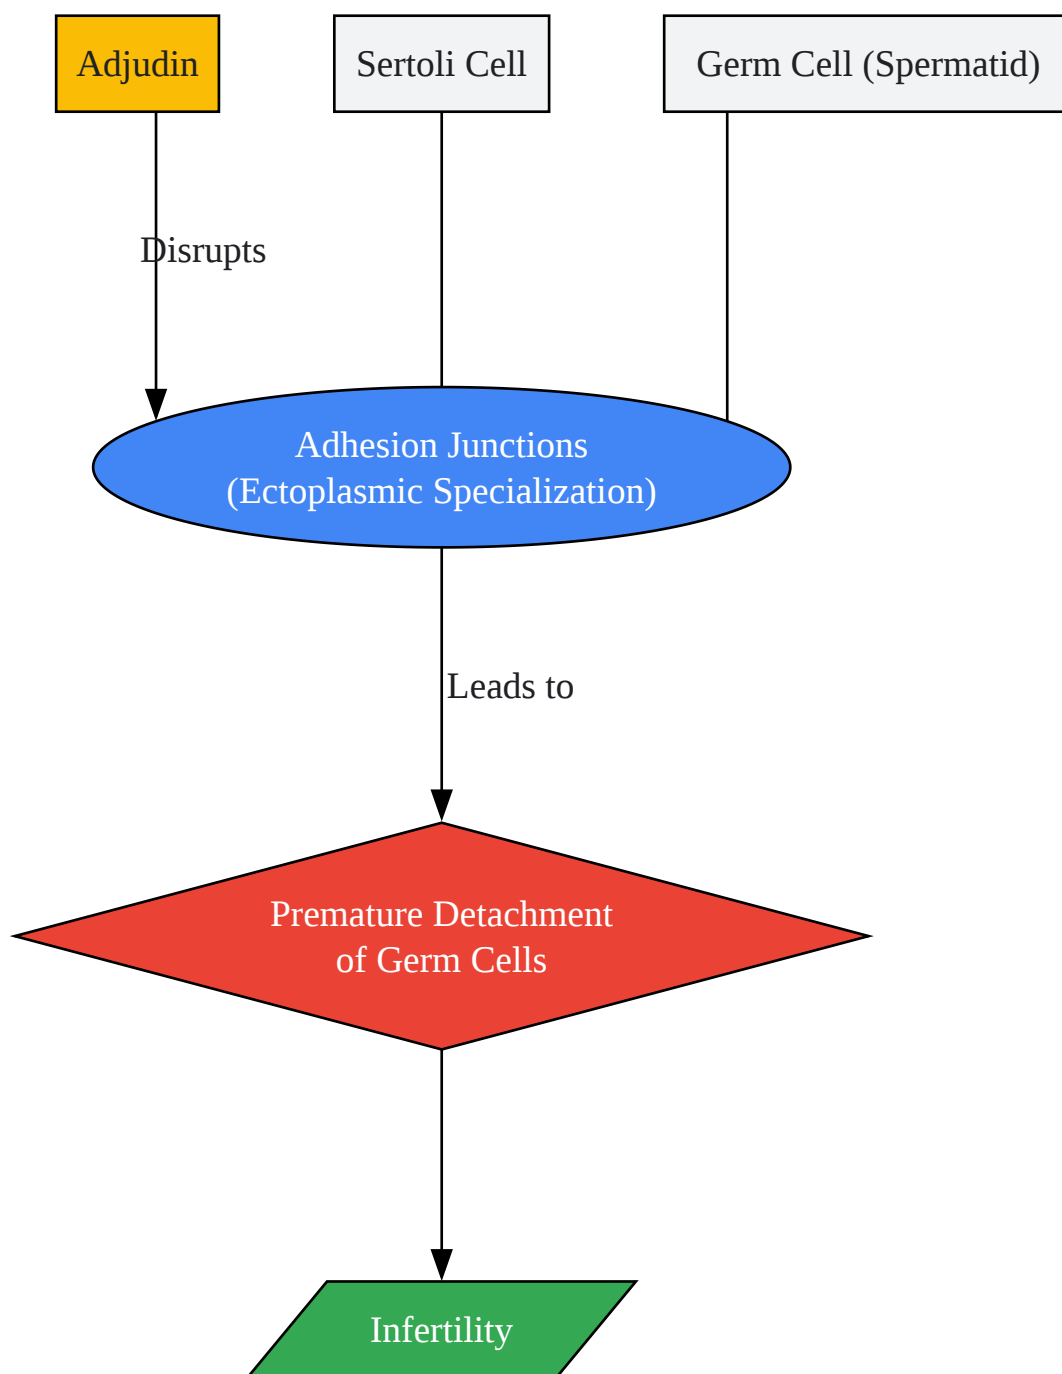 Adjudin
Sertoli Cell
Germ Cell (Spermatid)
Disrupts
Adhesion Junctions
(Ectoplasmic Specialization)
Leads to
Premature Detachment
of Germ Cells
Infertility